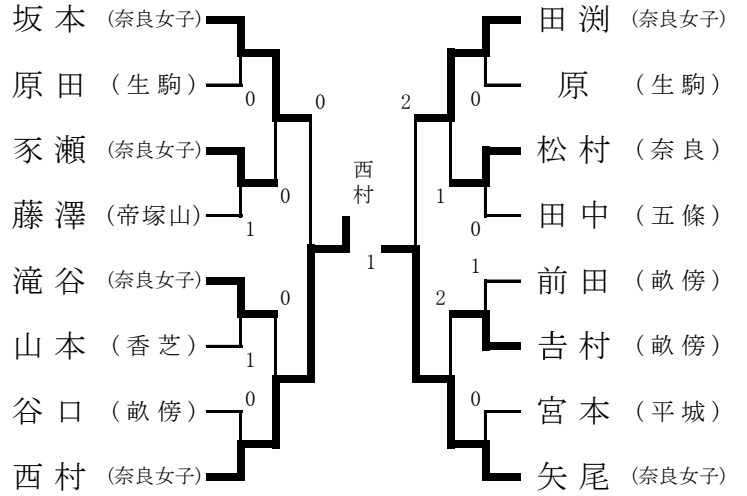 坂本 (奈良女子)
原田 (生駒)
0
豕瀬 (奈良女子)
藤澤 (帝塚山)
1
0
0
滝谷 (奈良女子)
山本 (香芝)
1
0
谷口 (畝傍)
0
西村 (奈良女子)
西村
1
田渕 (奈良女子)
原 (生駒)
0
2
松村 (奈良)
田中 (五條)
0
1
前田 (畝傍)
1
𠮷村 (畝傍)
2
宮本 (平城)
0
矢尾 (奈良女子)